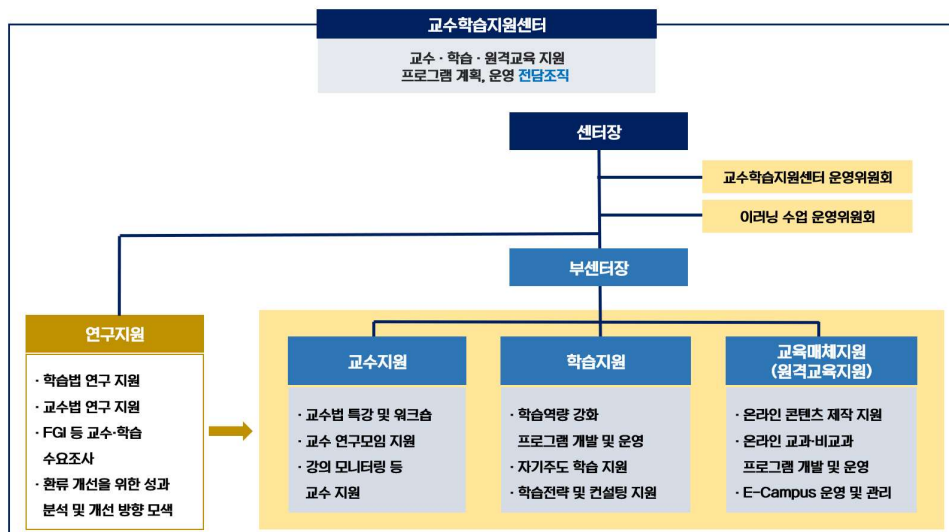 교수학습지원센터
교수 · 학습 · 원격교육 지원
프로그램 계획, 운영 전담조직
센터장
교수학습지원센터 운영위원회
이러닝 수업 운영위원회
부센터장
연구지원
· 학습법 연구 지원
· 교수법 연구 지원
· FGI 등 교수·학습
수요조사
· 환류 개선을 위한 성과
분석 및 개선 방향 모색
교수지원
· 교수법 특강 및 워크숍
· 교수 연구모임 지원
· 강의 모니터링 등
교수 지원
학습지원
· 학습역량 강화
프로그램 개발 및 운영
· 자기주도 학습 지원
· 학습전략 및 컨설팅 지원
교육매체지원
(원격교육지원)
· 온라인 콘텐츠 제작 지원
· 온라인 교과·비교과
프로그램 개발 및 운영
· E-Campus 운영 및 관리